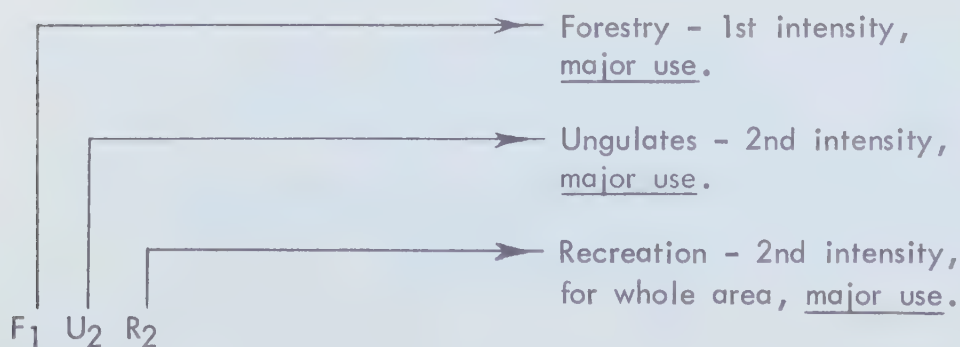 Forestry - 1st intensity,
major use.
Ungulates - 2nd intensity,
major use.
Recreation - 2nd intensity,
for whole area, major use.
F1 U2 R2